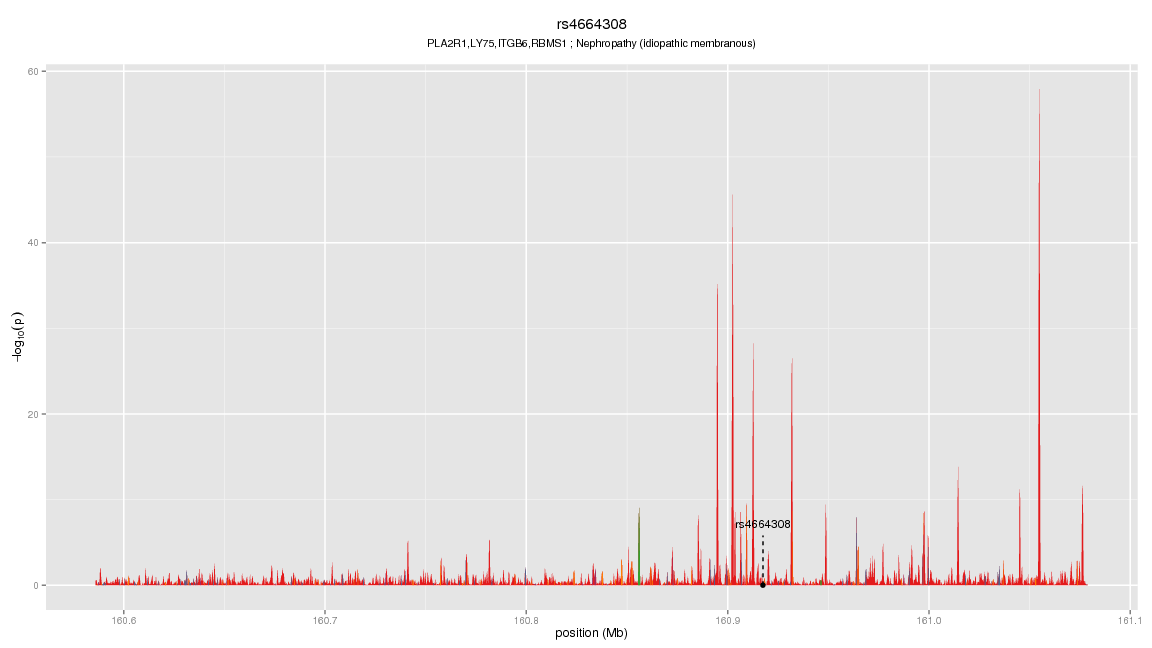 rs4664308
PLA2R1,LY75,ITGB6,RBMS1 ; Nephropathy (idiopathic membranous)
60
40
20
0
−log10(p)
rs4664308
160.6 160.7 160.8 160.9 161.0 161.1
position (Mb)